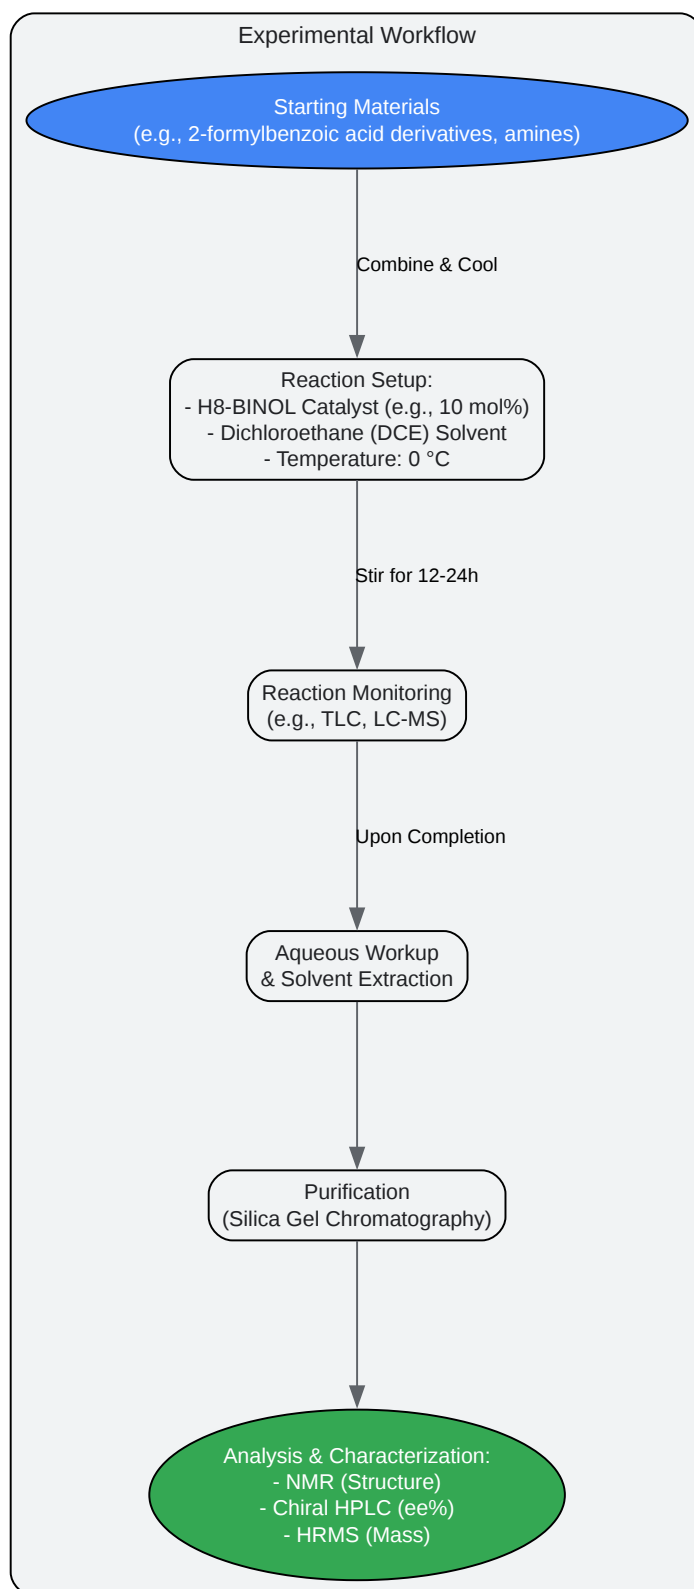 Experimental Workflow
Starting Materials
(e.g., 2-formylbenzoic acid derivatives, amines)
Combine & Cool
Reaction Setup:
- H8-BINOL Catalyst (e.g., 10 mol%)
- Dichloroethane (DCE) Solvent
- Temperature: 0 °C
Stir for 12-24h
Reaction Monitoring
(e.g., TLC, LC-MS)
Upon Completion
Aqueous Workup
& Solvent Extraction
Purification
(Silica Gel Chromatography)
Analysis & Characterization:
- NMR (Structure)
- Chiral HPLC (ee%)
- HRMS (Mass)